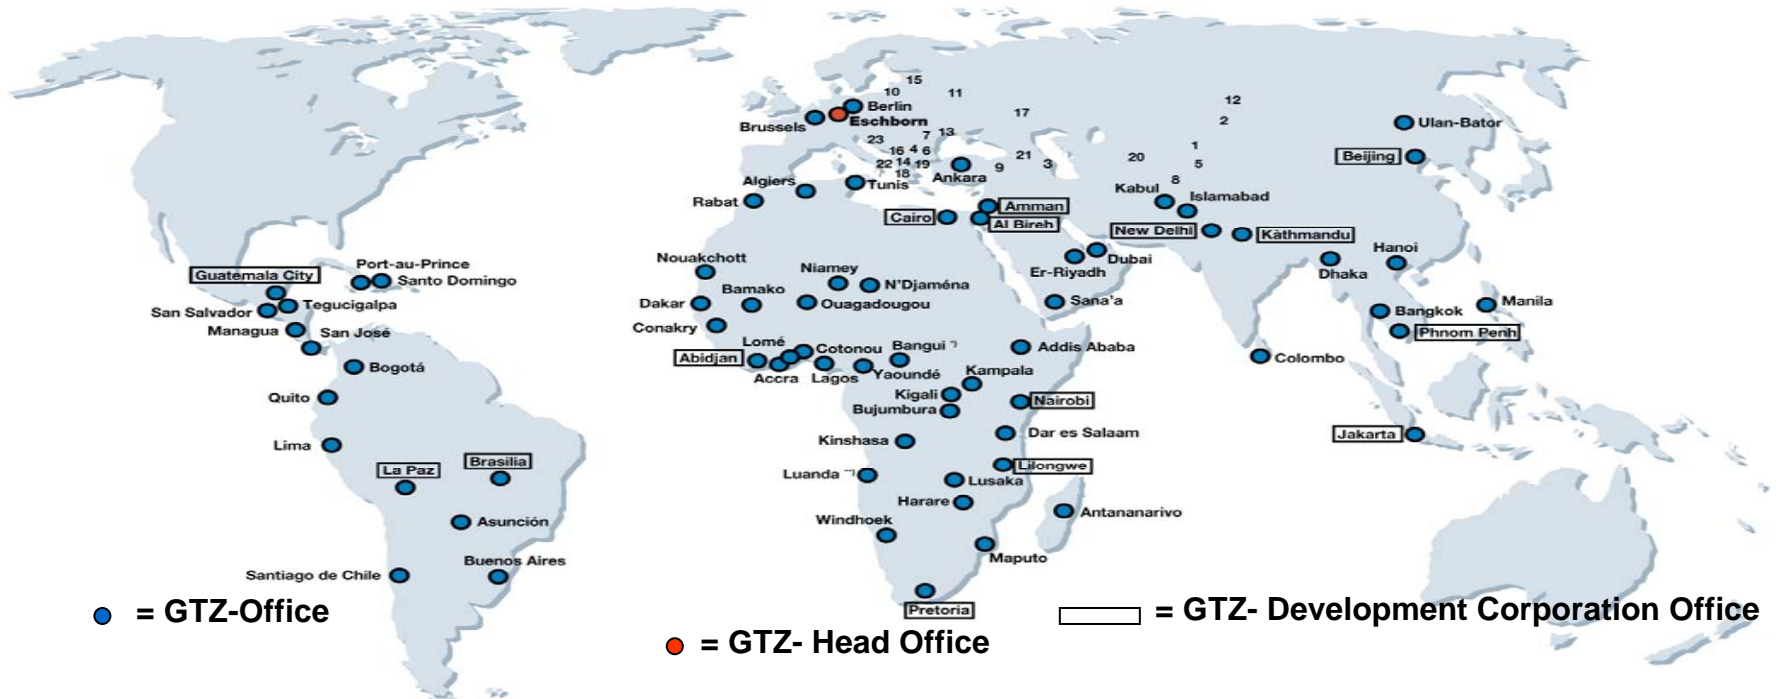 15
10
11
12
Berlin
17
2
Brussels
Eschborn
Ulan-Bator
7
13
23
16
4
6
1
Beijing
22
14
19
9
21
3
20
5
18
Ankara
8
Algiers
Tunis
Kabul
Islamabad
Rabat
Cairo
Amman
Al Bireh
New Delhi
Kàthmandu
Hanoi
Nouakchott
Niamey
Er-Riyadh
Dubai
Dhaka
Port-au-Prince
Guatemala City
Santo Domingo
N'Djaména
Bamako
Dakar
Ouagadougou
Sana'a
Manila
San Salvador
Tegucigalpa
Bangkok
Managua
San José
Conakry
Phnom Penh
Lomé
Abidjan
Cotonou
Bangui *)
Addis Ababa
Colombo
Bogotá
Accra
Lagos
Yaoundé
Kampala
Quito
Kigali
Nairobi
Bujumbura
Lima
Kinshasa
Dar es Salaam
Jakarta
La Paz
Brasilia
Luanda **)
Lilongwe
Lusaka
Harare
Asunción
Windhoek
Antananarivo
Maputo
Santiago de Chile
Buenos Aires
Pretoria
= GTZ-Office
= GTZ- Development Corporation Office
= GTZ- Head Office